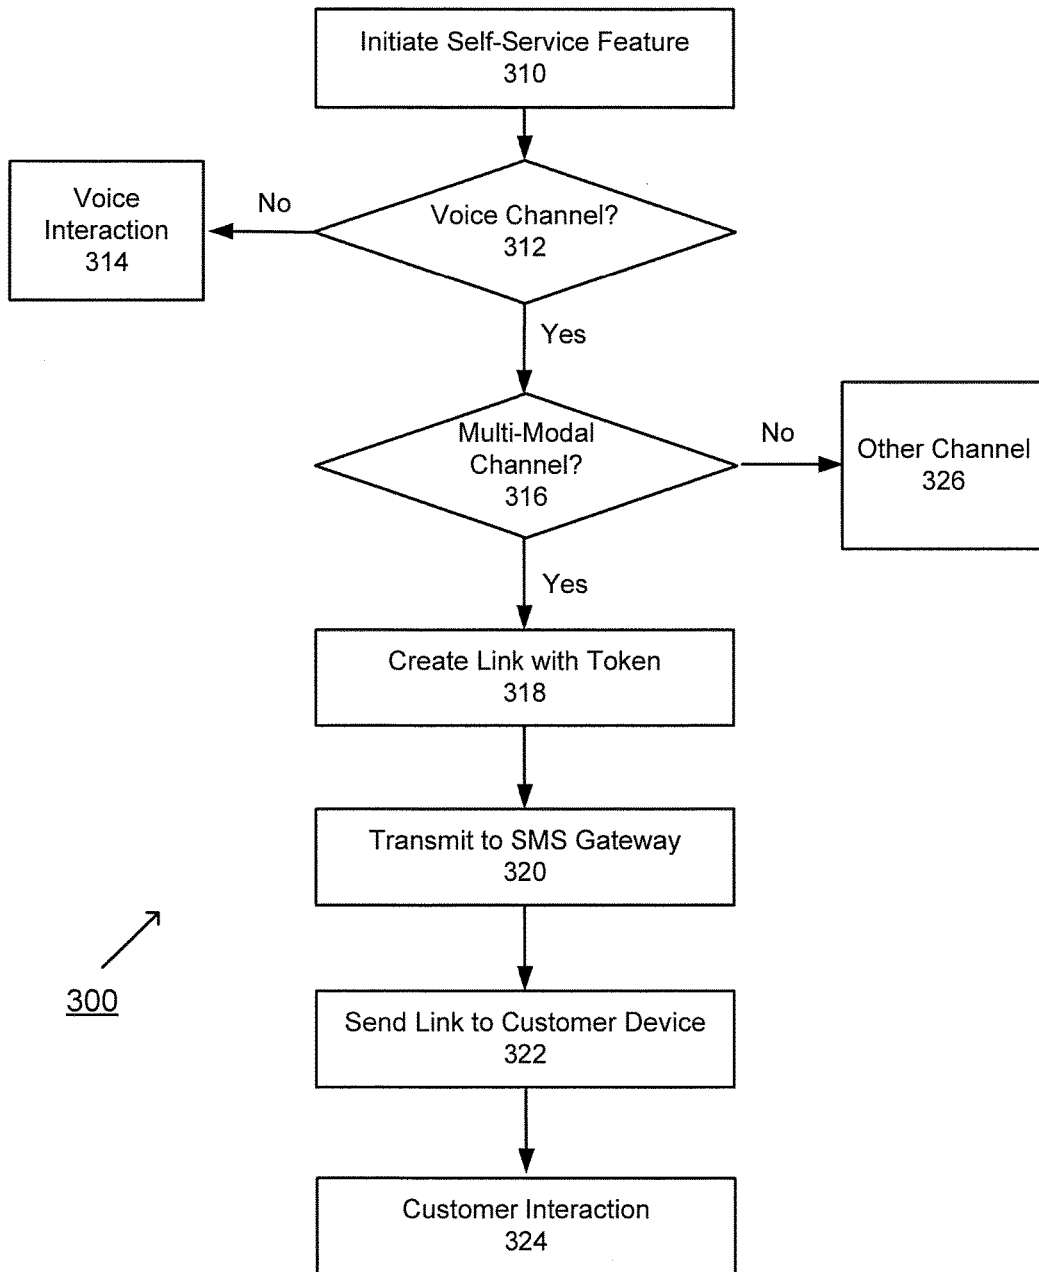 Initiate Self-Service Feature
310
Voice
Interaction
314
No
Voice Channel?
312
Yes
Multi-Modal
Channel?
316
No
Other Channel
326
Yes
Create Link with Token
318
Transmit to SMS Gateway
320
300
Send Link to Customer Device
322
Customer Interaction
324